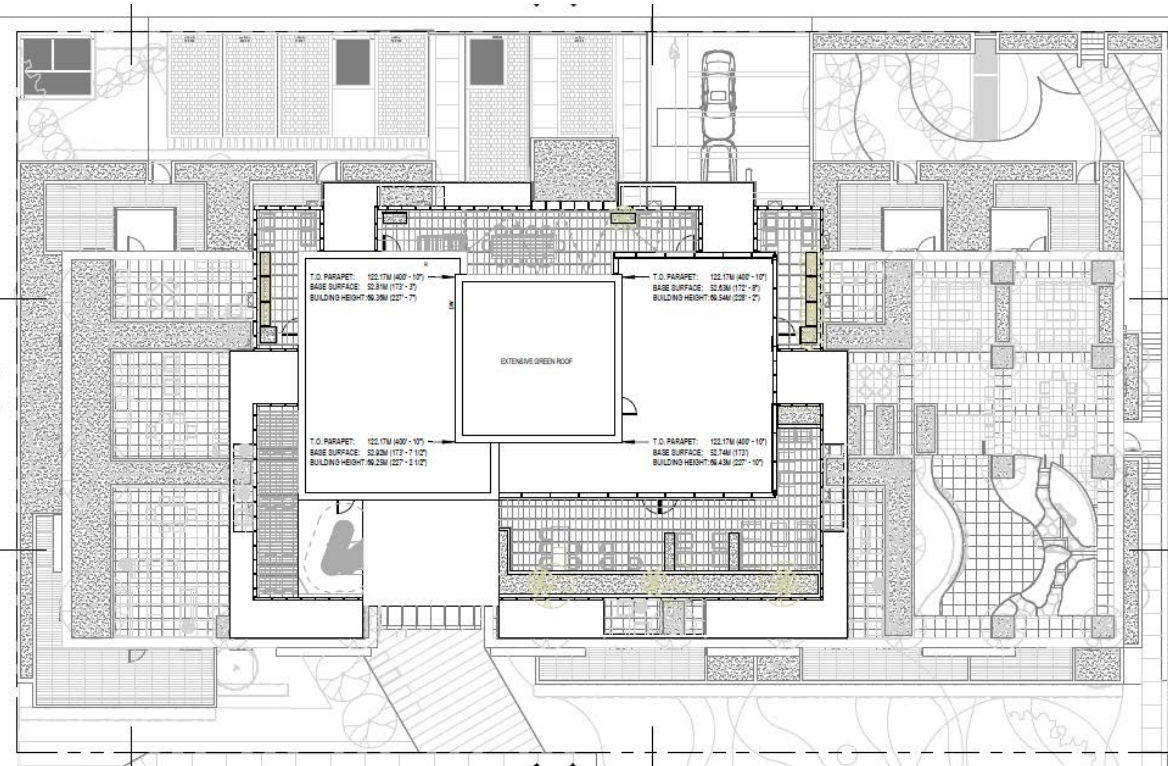 T.O. PARAPET: 122.17M (400' - 10")
BASE SURFACE: 52.81M (173' - 3")
BUILDING HEIGHT: 69.36M (227' - 7")
T.O. PARAPET: 122.17M (400' - 10")
BASE SURFACE: 52.63M (172' - 8")
BUILDING HEIGHT: 69.54M (228' - 2")
EXTENSIVE GREEN ROOF
T.O. PARAPET: 122.17M (400' - 10")
BASE SURFACE: 52.92M (173' - 7 1/2")
BUILDING HEIGHT: 69.25M (227' - 2 1/2")
T.O. PARAPET: 122.17M (400' - 10")
BASE SURFACE: 52.74M (173')
BUILDING HEIGHT: 69.43M (227' - 10")